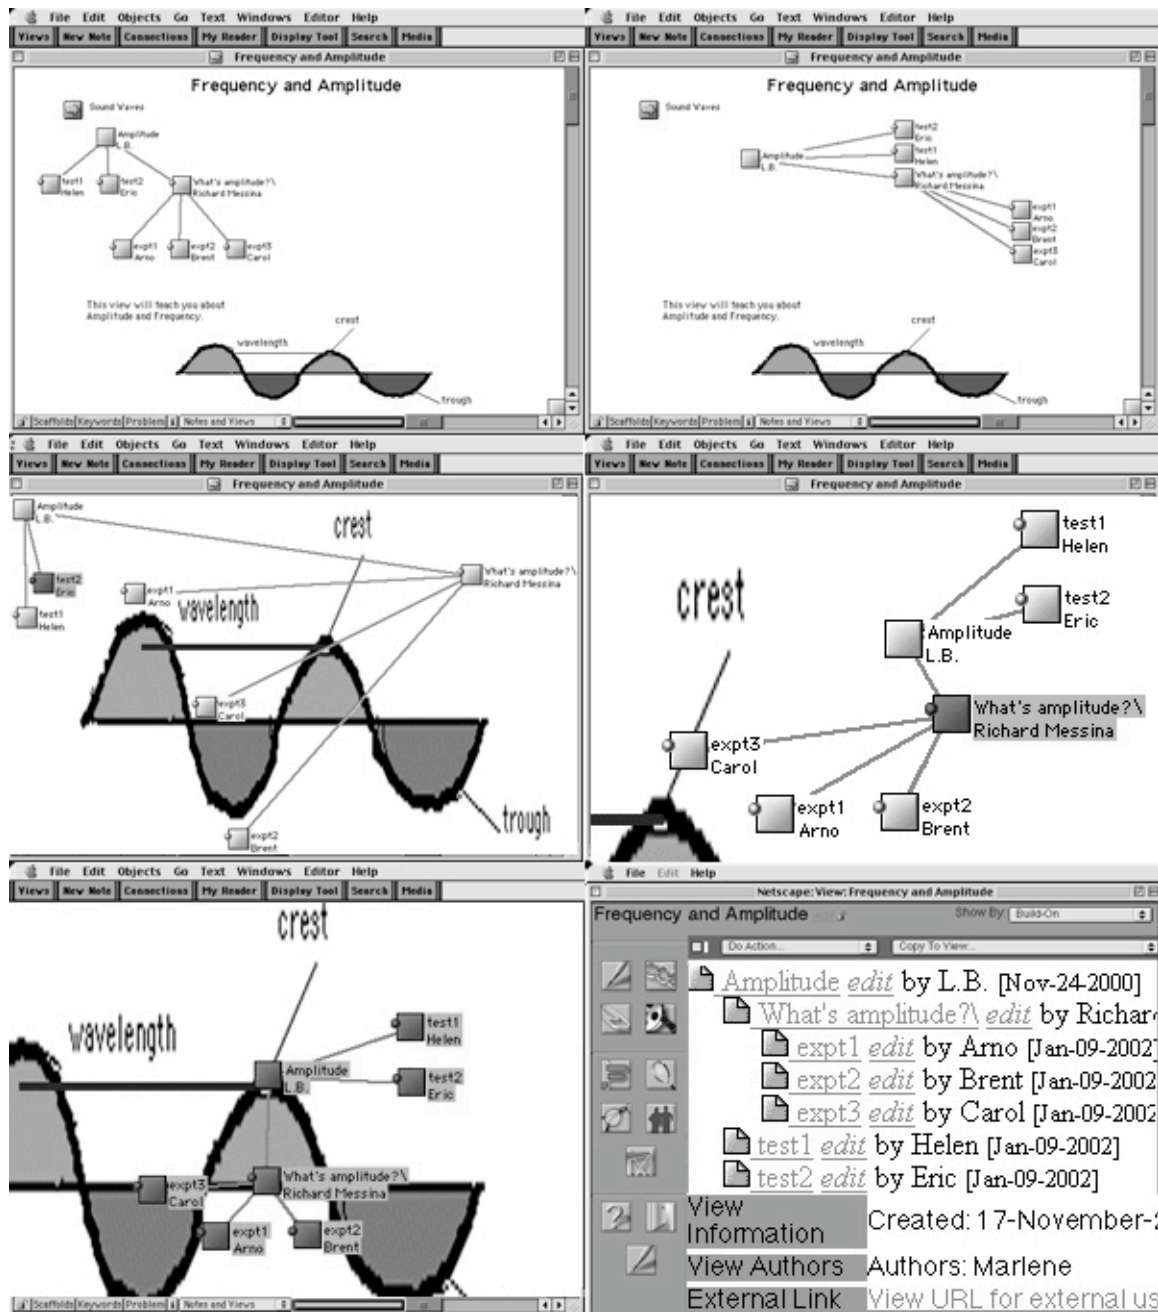 File Edit Objects Go Text Windows Editor Help
Views New Note Connections My Reader Display Tool Search Media
Frequency and Amplitude
Frequency and Amplitude
Sound Waves
Amplitude
L.B.
test1
Helen
test2
Eric
What's amplitude?\
Richard Messina
expt1
Arno
expt2
Brent
expt3
Carol
This view will teach you about
Amplitude and Frequency.
crest
wavelength
trough
Scaffolds Keywords Problem Notes and Views
File Edit Objects Go Text Windows Editor Help
Views New Note Connections My Reader Display Tool Search Media
Frequency and Amplitude
Frequency and Amplitude
Sound Waves
test2
Eric
Amplitude
L.B.
test1
Helen
What's amplitude?\
Richard Messina
expt1
Arno
expt2
Brent
expt3
Carol
This view will teach you about
Amplitude and Frequency.
crest
wavelength
trough
Scaffolds Keywords Problem Notes and Views
File Edit Objects Go Text Windows Editor Help
Views New Note Connections My Reader Display Tool Search Media
Frequency and Amplitude
Amplitude
L.B.
crest
What's amplitude?\
Richard Messina
test2
Eric
expt1
Arno
wavelength
test1
Helen
expt3
Carol
trough
expt2
Brent
File Edit Objects Go Text Windows Editor Help
Views New Note Connections My Reader Display Tool Search Media
Frequency and Amplitude
test1
Helen
crest
test2
Eric
Amplitude
L.B.
What's amplitude?\
Richard Messina
expt3
Carol
expt1
Arno
expt2
Brent
File Edit Objects Go Text Windows Editor Help
Views New Note Connections My Reader Display Tool Search Media
crest
wavelength
test1
Helen
Amplitude
L.B.
test2
Eric
What's amplitude?\
Richard Messina
expt3
Carol
expt1
Arno
expt2
Brent
Scaffolds Keywords Problem Notes and Views
File Edit Help
Netscape: View: Frequency and Amplitude
Frequency and Amplitude Show By: Build-On
Do Action... Copy To View...
Amplitude edit by L.B. [Nov-24-2000]
What's amplitude?\ edit by Richar
expt1 edit by Arno [Jan-09-2002]
expt2 edit by Brent [Jan-09-2002
expt3 edit by Carol [Jan-09-2002
test1 edit by Helen [Jan-09-2002]
test2 edit by Eric [Jan-09-2002]
View
Information
Created: 17-November-2
View Authors Authors: Marlene
External Link View URL for external us